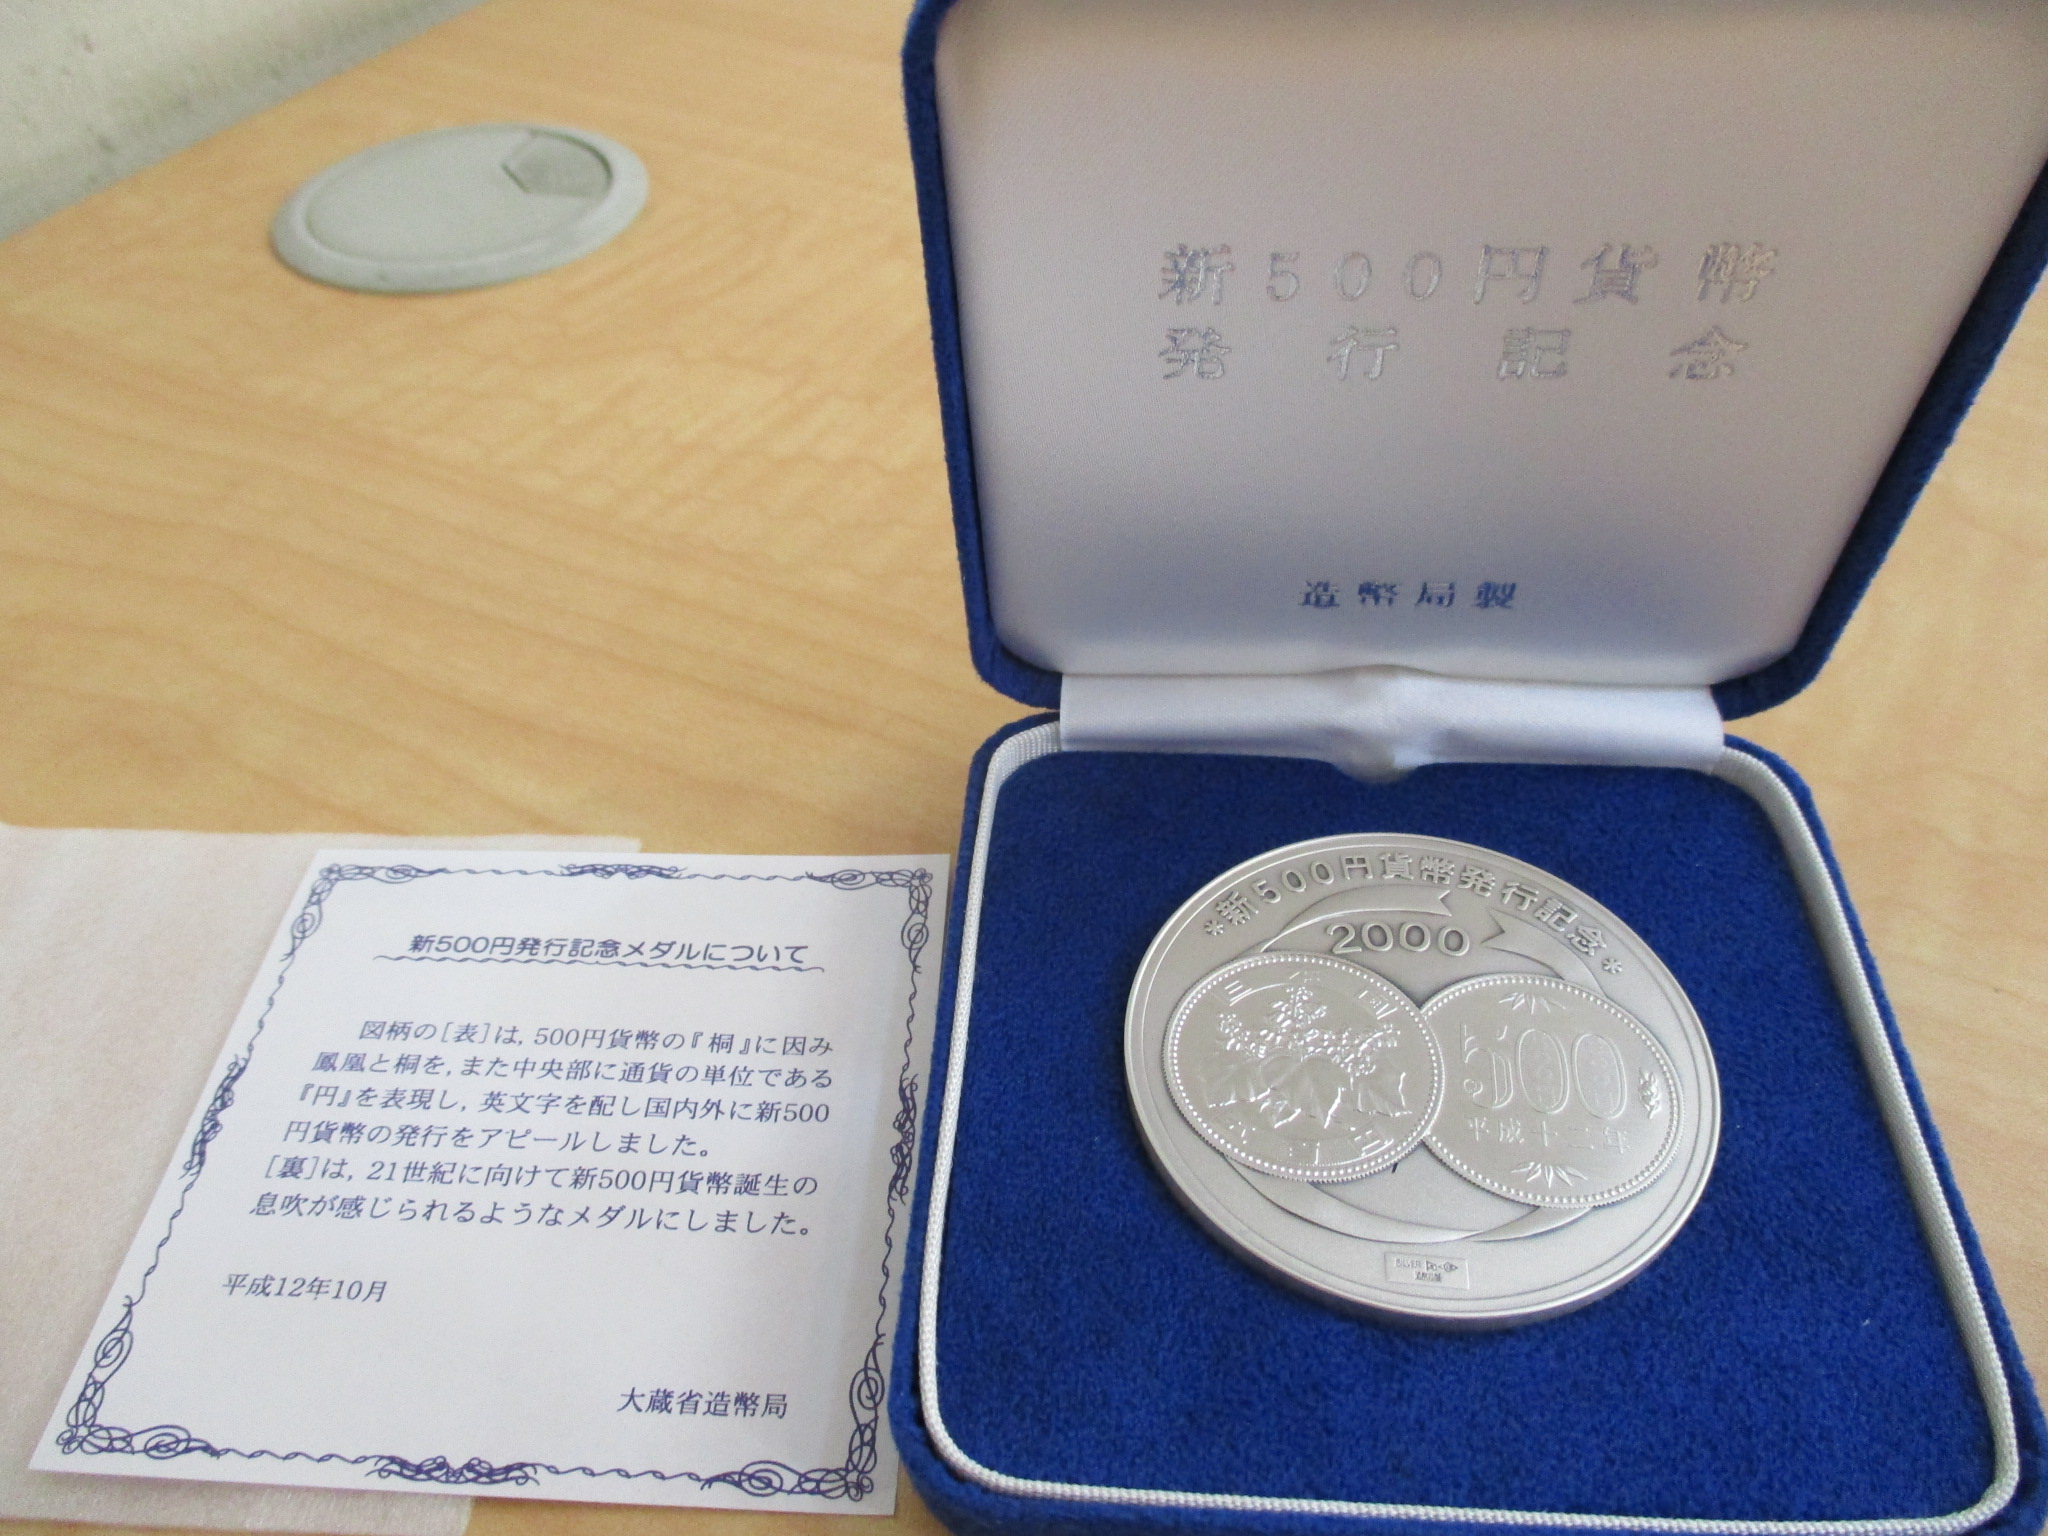 新500円貨幣
発行記念
造幣局製
*新500円貨幣発行記念*
2000
日本国
五百円
500
平成十二年
SILVER
新500円発行記念メダルについて
図柄の[表]は,500円貨幣の『桐』に因み
鳳凰と桐を,また中央部に通貨の単位である
『円』を表現し,英文字を配し国内外に新500
円貨幣の発行をアピールしました。
[裏]は,21世紀に向けて新500円貨幣誕生の
息吹が感じられるようなメダルにしました。
平成12年10月
大蔵省造幣局